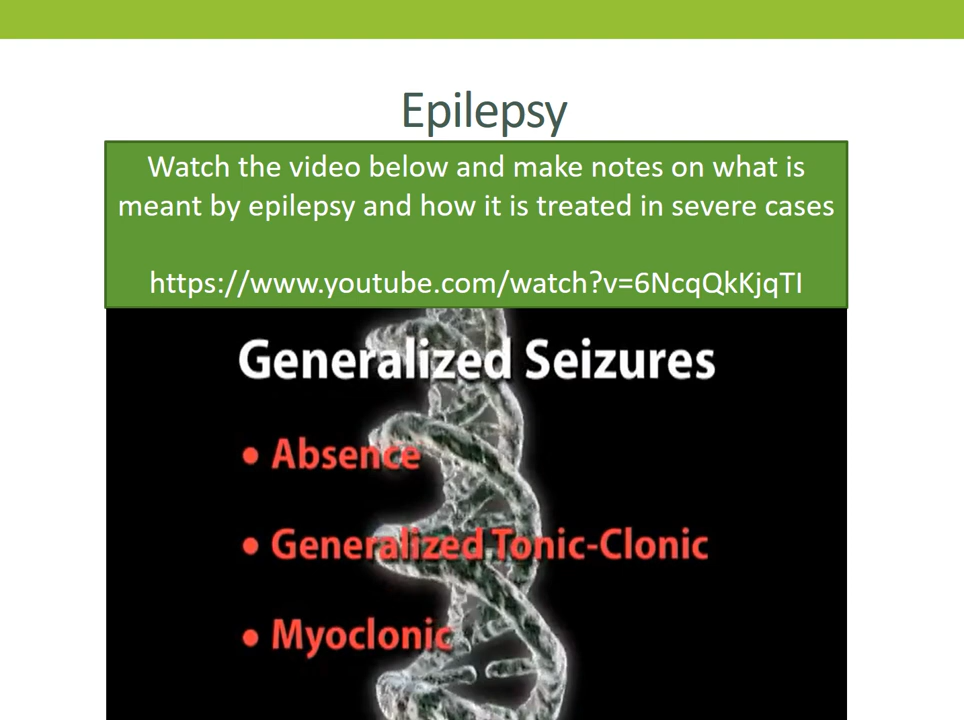 Epilepsy
Watch the video below and make notes on what is
meant by epilepsy and how it is treated in severe cases
https://www.youtube.com/watch?v=6NcqQkKjqTI
Generalized Seizures
• Absence
• Generalized Tonic-Clonic
• Myoclonic